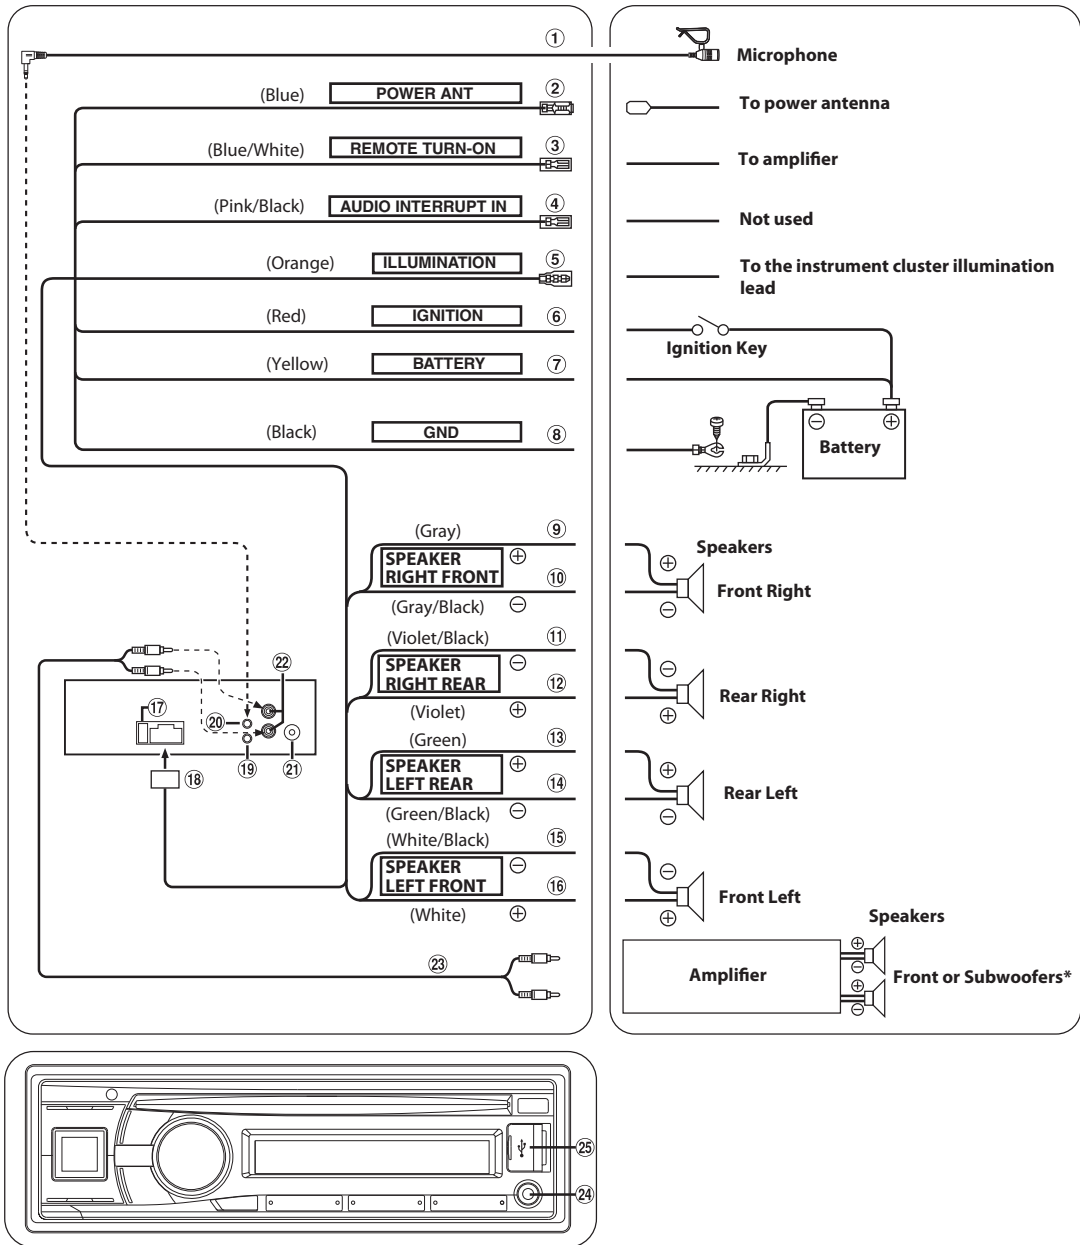 ① Microphone
(Blue) POWER ANT ② To power antenna
(Blue/White) REMOTE TURN-ON ③ To amplifier
(Pink/Black) AUDIO INTERRUPT IN ④ Not used
(Orange) ILLUMINATION ⑤ To the instrument cluster illumination
lead
(Red) IGNITION ⑥
Ignition Key
(Yellow) BATTERY ⑦
⊖ ⊕
(Black) GND ⑧ Battery
(Gray) ⑨
Speakers
SPEAKER ⊕ ⊕
RIGHT FRONT ⑩ Front Right
(Gray/Black) ⊖ ⊖
(Violet/Black) ⑪
SPEAKER ⊖ ⊖
RIGHT REAR ⑫ Rear Right
(Violet) ⊕ ⊕
(Green) ⑬
SPEAKER ⊕ ⊕
LEFT REAR ⑭ Rear Left
(Green/Black) ⊖ ⊖
(White/Black) ⑮
SPEAKER ⊖ ⊖
LEFT FRONT ⑯ Front Left
(White) ⊕ ⊕
㉒
⑰
⑳
⑱ ⑲ ㉑
㉓
Speakers
Amplifier ⊕ ⊖ ⊕ ⊖ Front or Subwoofers*
㉕
㉔